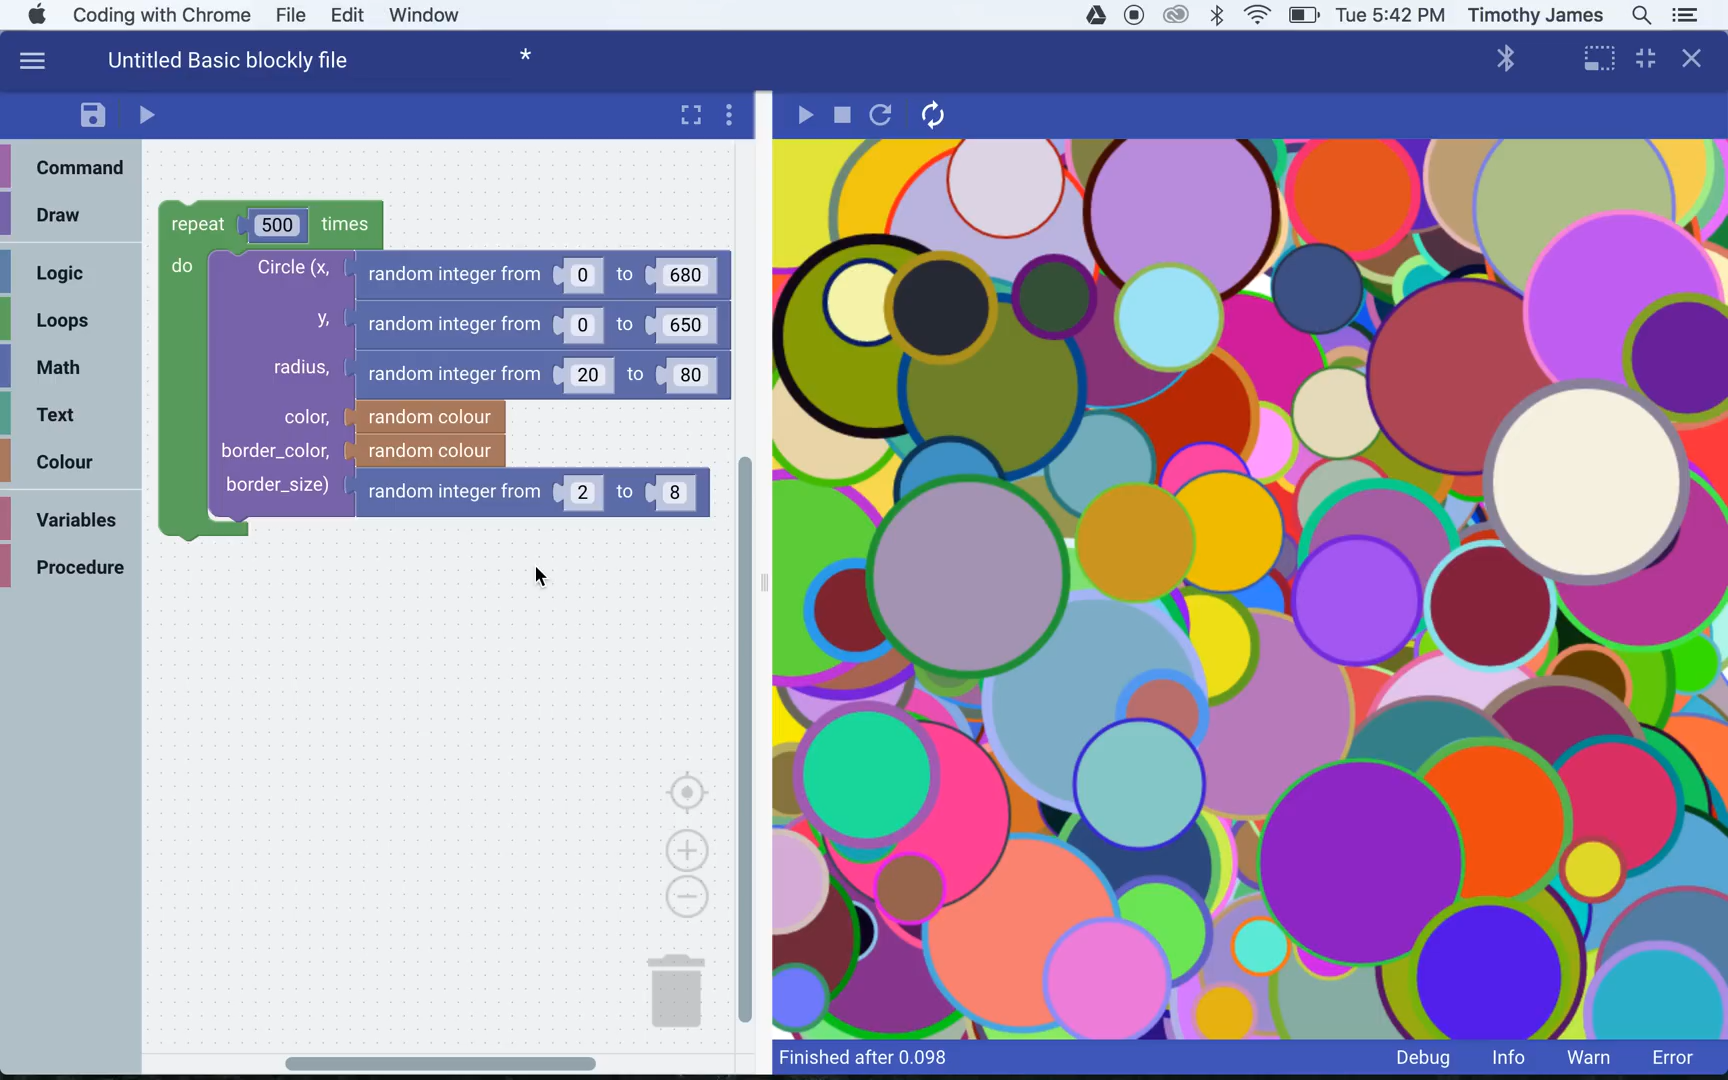 Coding with Chrome File Edit Window Tue 5:42 PM Timothy James
Untitled Basic blockly file *
Command
Draw
Logic
Loops
Math
Text
Colour
Variables
Procedure
repeat 500 times
do Circle (x, random integer from 0 to 680
y, random integer from 0 to 650
radius, random integer from 20 to 80
color, random colour
border_color, random colour
border_size) random integer from 2 to 8
Finished after 0.098 Debug Info Warn Error